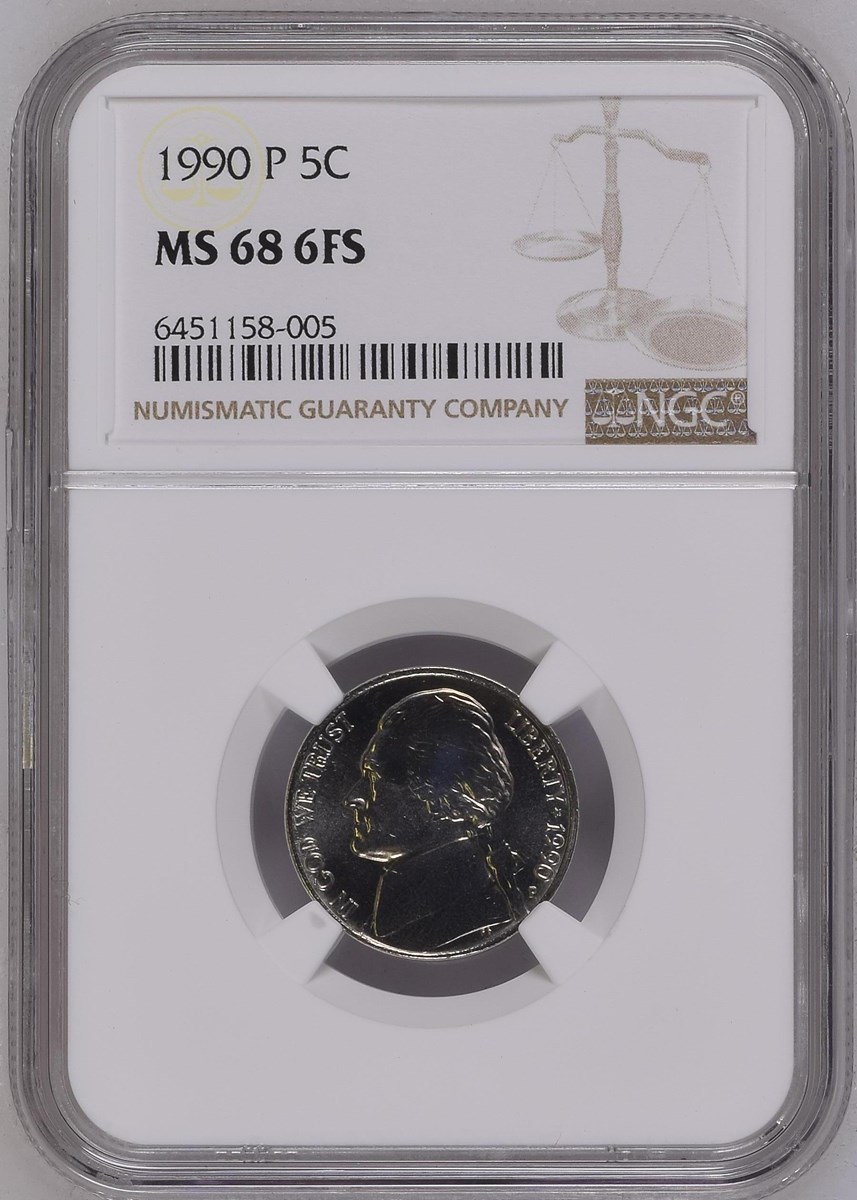 1990 P 5C
MS 68 6FS
6451158-005
NUMISMATIC GUARANTY COMPANY
NGC®
IN GOD WE TRUST
LIBERTY * 1990 P